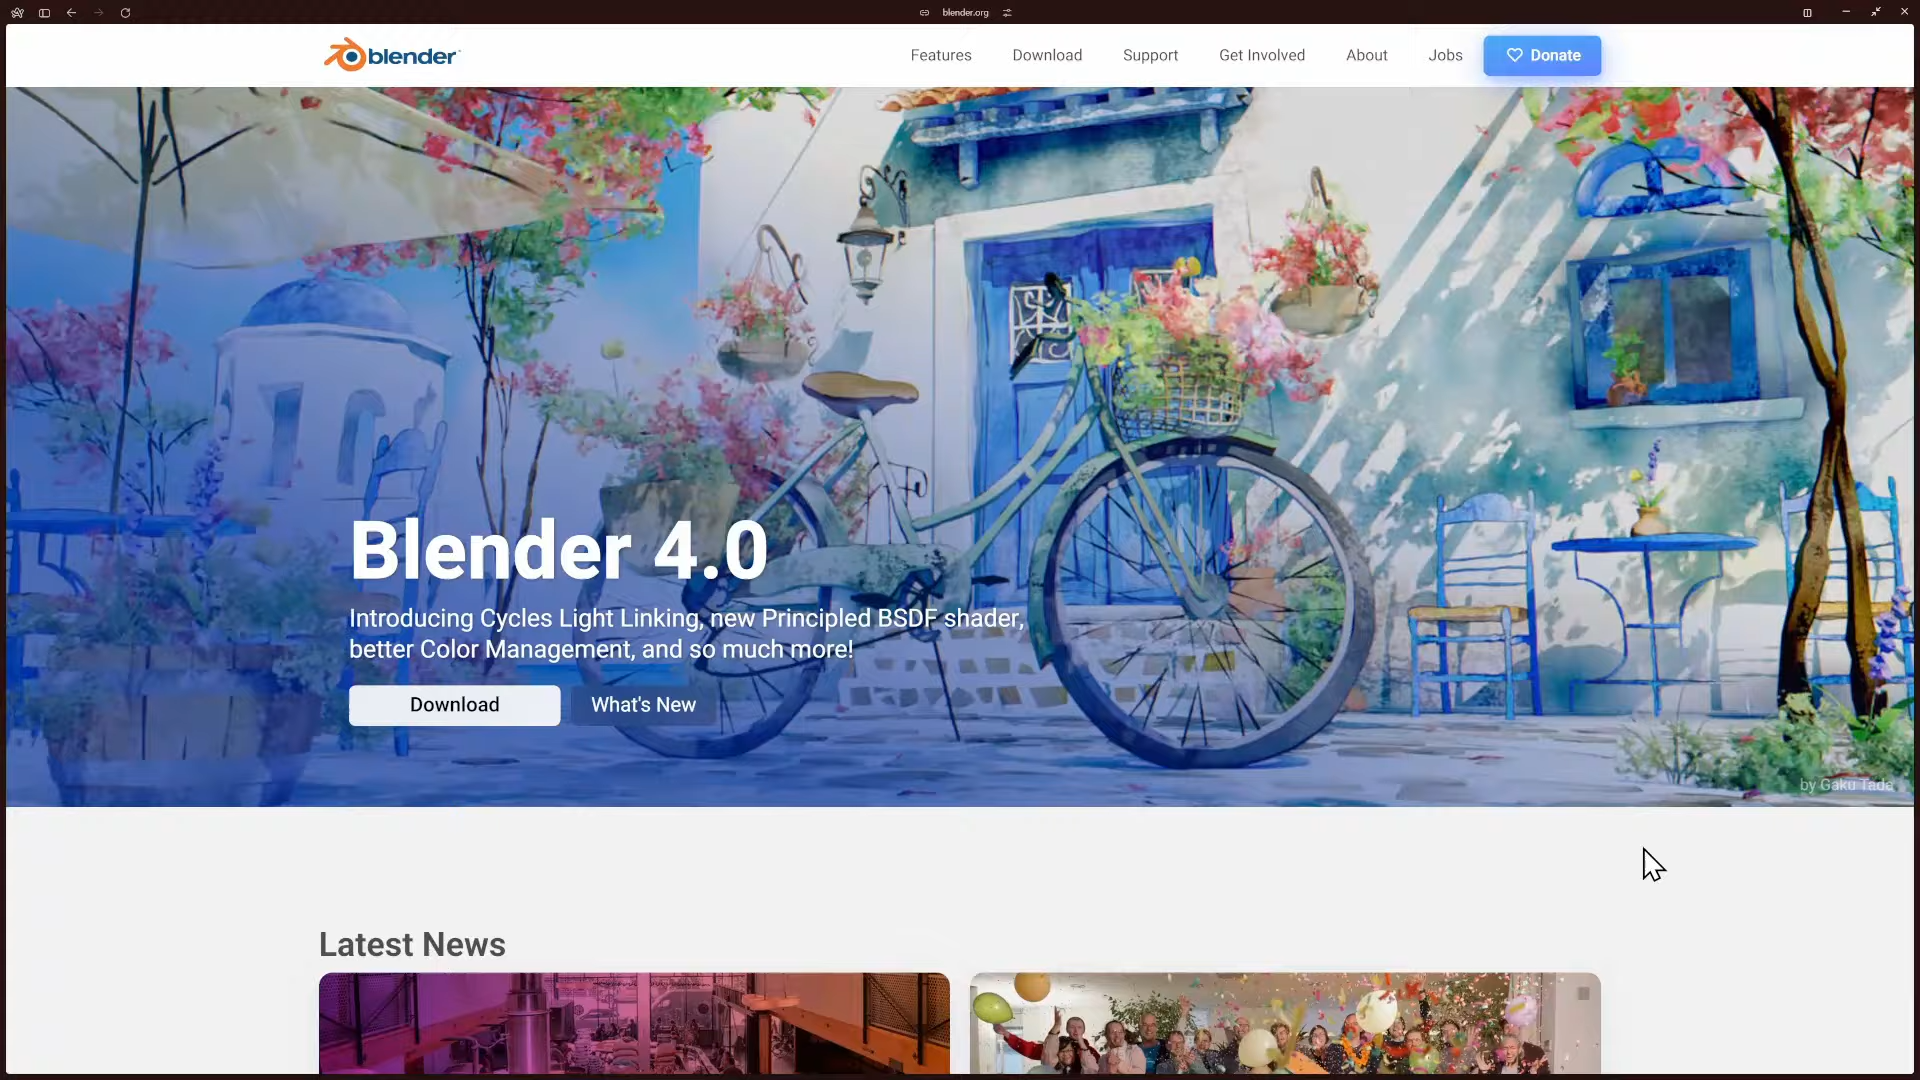 blender.org
blender
Features
Download
Support
Get Involved
About
Jobs
Donate
Blender 4.0
Introducing Cycles Light Linking, new Principled BSDF shader,
better Color Management, and so much more!
Download
What's New
by Gaku Tada
Latest News